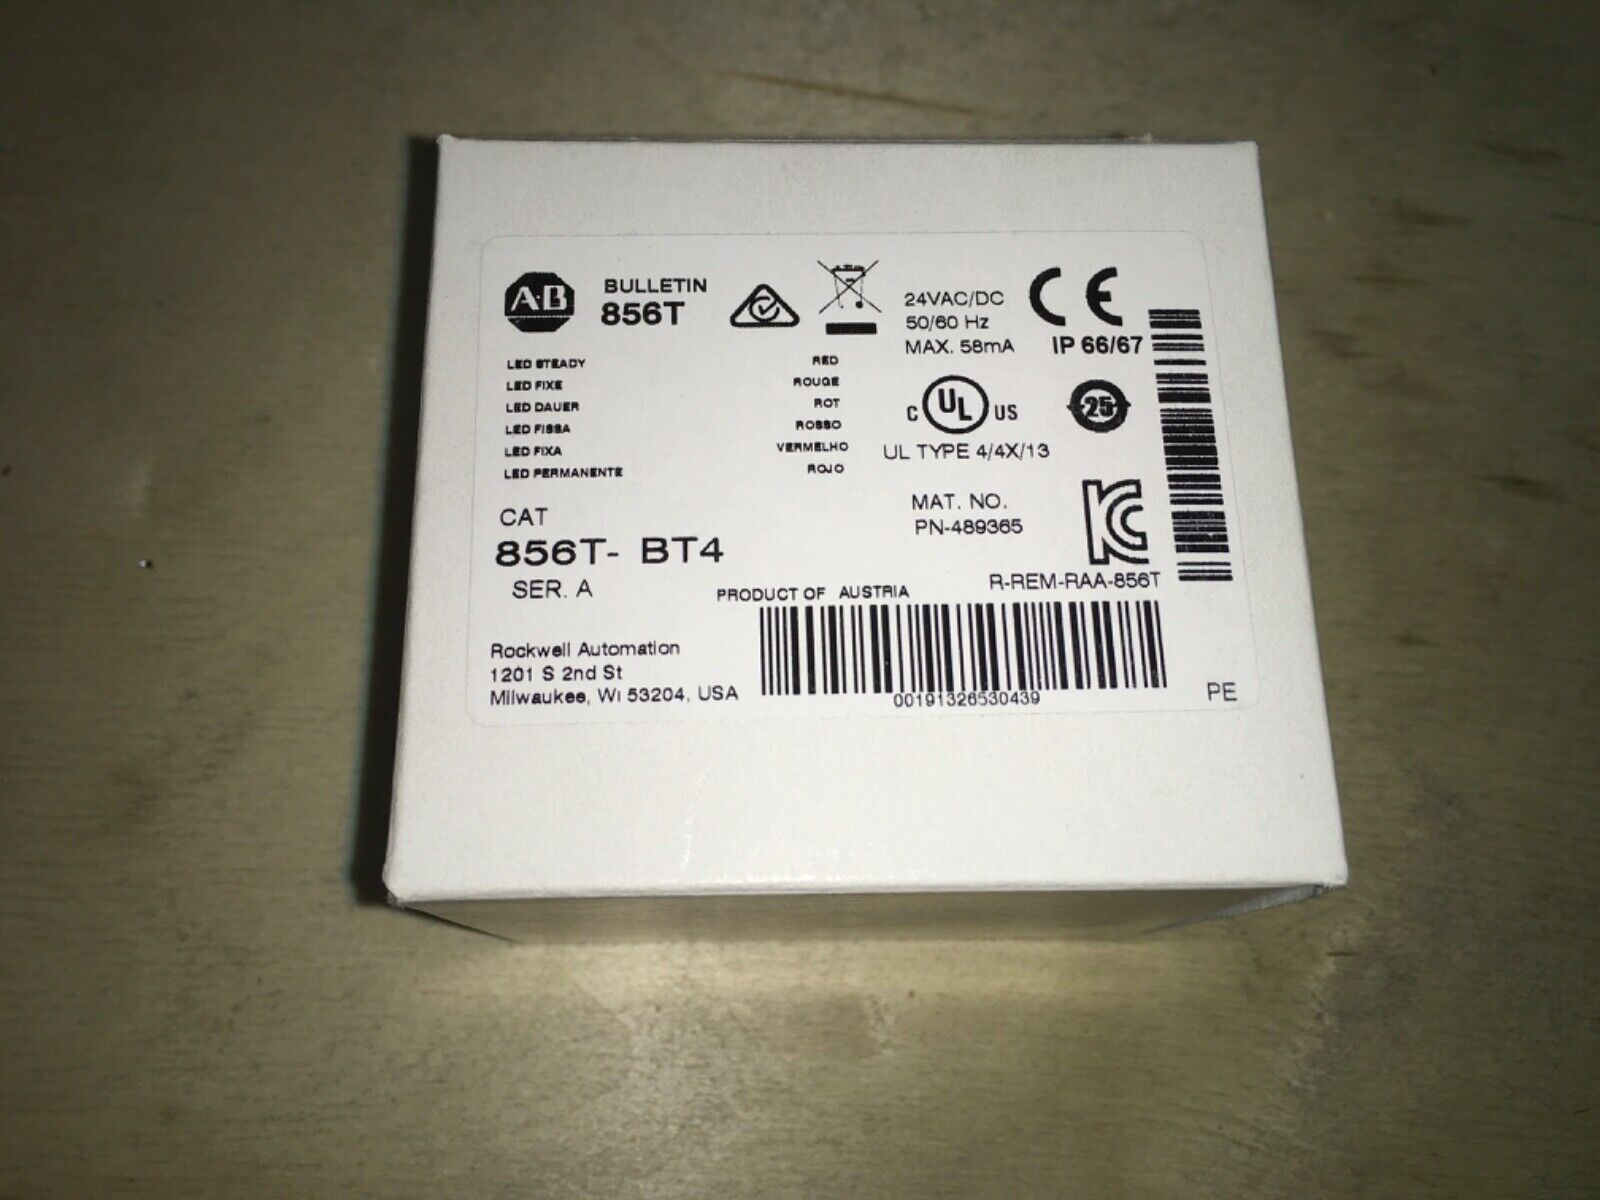 A-B
BULLETIN
856T
24VAC/DC
50/60 Hz
MAX. 58mA
CE
IP 66/67
LED STEADY RED
LED FIXE ROUGE
LED DAUER ROT
LED FISSA ROSSO
LED FIXA VERMELHO
LED PERMANENTE ROJO
C UL US
25
UL TYPE 4/4X/13
CAT
856T- BT4
SER. A
MAT. NO.
PN-489365
KC
R-REM-RAA-856T
PRODUCT OF AUSTRIA
Rockwell Automation
1201 S 2nd St
Milwaukee, WI 53204, USA
00191326530439
PE